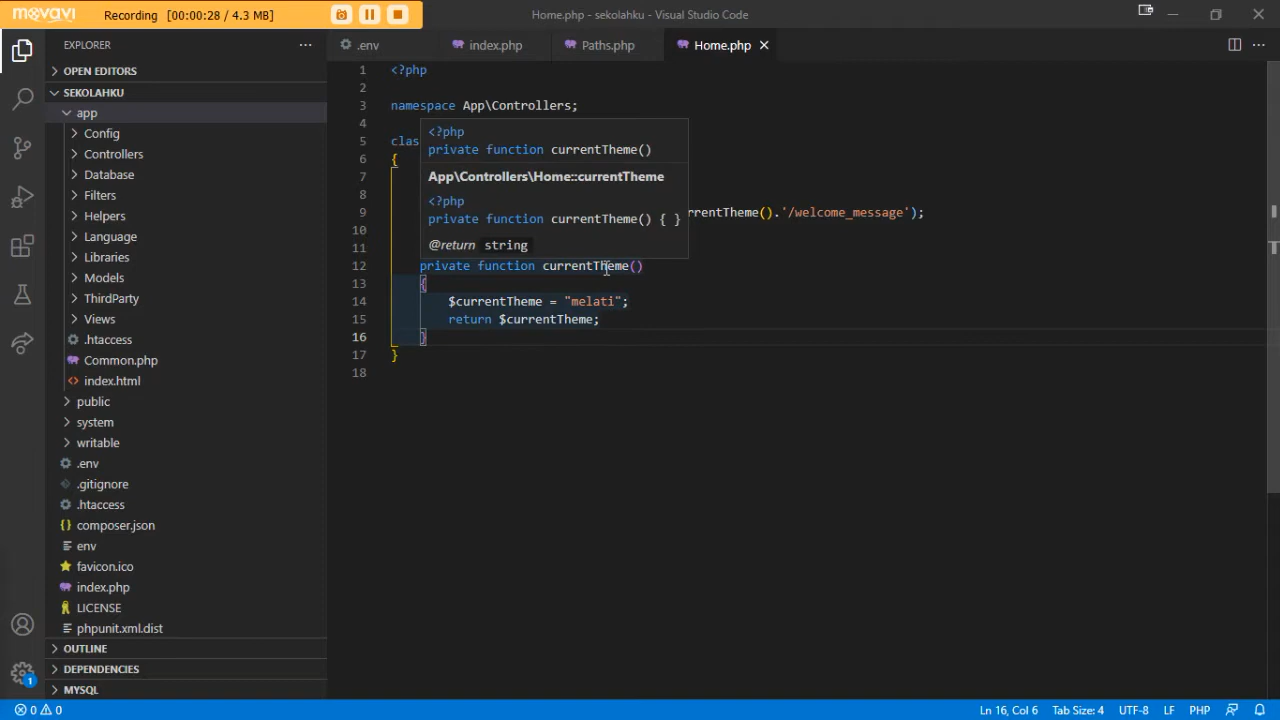 movavi
Recording [00:00:28 / 4.3 MB]
Home.php - sekolahku - Visual Studio Code
EXPLORER
OPEN EDITORS
SEKOLAHKU
app
Config
Controllers
Database
Filters
Helpers
Language
Libraries
Models
ThirdParty
Views
.htaccess
Common.php
index.html
public
system
writable
.env
.gitignore
.htaccess
composer.json
env
favicon.ico
index.php
LICENSE
phpunit.xml.dist
OUTLINE
DEPENDENCIES
MYSQL
.env
index.php
Paths.php
Home.php
1 <?php
2
3 namespace App\Controllers;
4
5 clas
6 {
7
8
9 rrentTheme().'/welcome_message');
10
11
12 private function currentTheme()
13 {
14 $currentTheme = "melati";
15 return $currentTheme;
16 }
17 }
18
<?php
private function currentTheme()
App\Controllers\Home::currentTheme
<?php
private function currentTheme() { }
@return string
1
0 0
Ln 16, Col 6
Tab Size: 4
UTF-8
LF
PHP